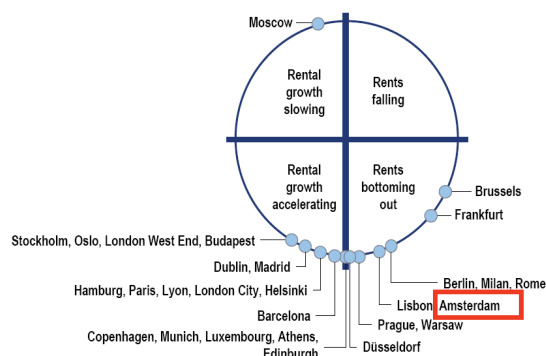 Moscow
Rental
growth
slowing
Rents
falling
Rental
growth
accelerating
Rents
bottoming
out
Brussels
Frankfurt
Stockholm, Oslo, London West End, Budapest
Dublin, Madrid
Hamburg, Paris, Lyon, London City, Helsinki
Barcelona
Copenhagen, Munich, Luxembourg, Athens,
Edinburgh
Berlin, Milan, Rome
Lisbon, Amsterdam
Prague, Warsaw
Düsseldorf